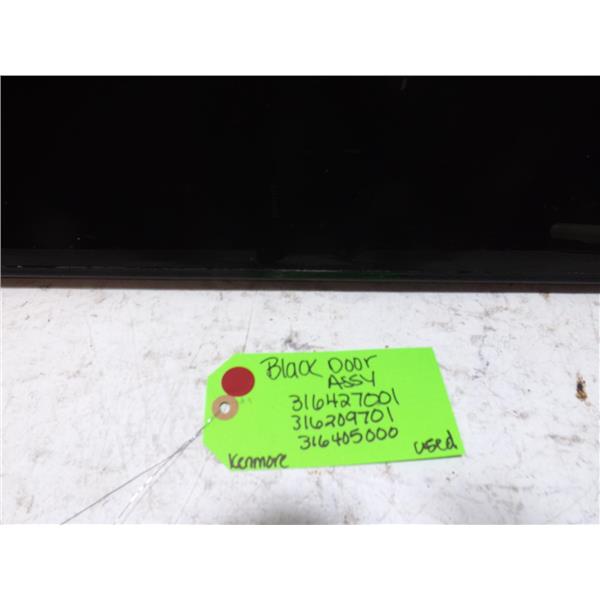 Black Door
ASSY
316427001
316209701
316405000
Kenmore used